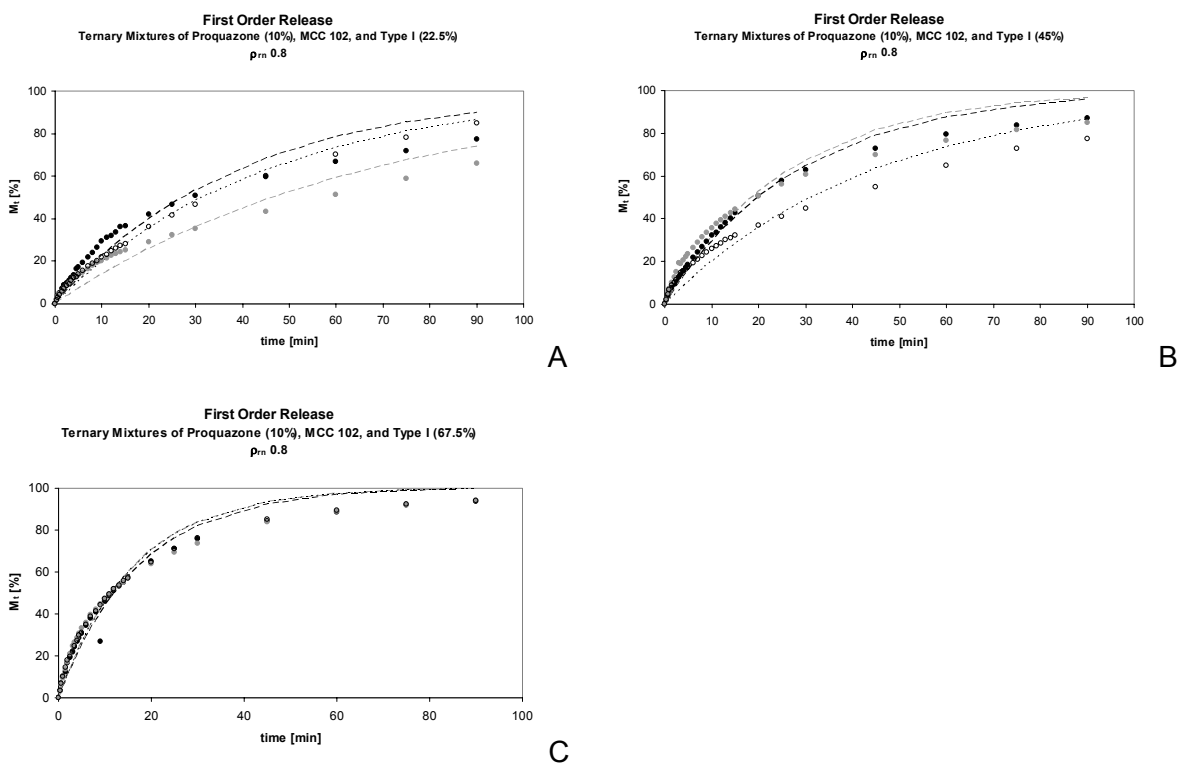 First Order Release
Ternary Mixtures of Proquazone (10%), MCC 102, and Type I (22.5%)
ρrn 0.8
100
80
60
40
20
0
Mt [%]
0 10 20 30 40 50 60 70 80 90 100
time [min]
A
First Order Release
Ternary Mixtures of Proquazone (10%), MCC 102, and Type I (45%)
ρrn 0.8
100
80
60
40
20
0
Mt [%]
0 10 20 30 40 50 60 70 80 90 100
time [min]
B
First Order Release
Ternary Mixtures of Proquazone (10%), MCC 102, and Type I (67.5%)
ρrn 0.8
100
80
60
40
20
0
Mt [%]
0 20 40 60 80 100
time [min]
C